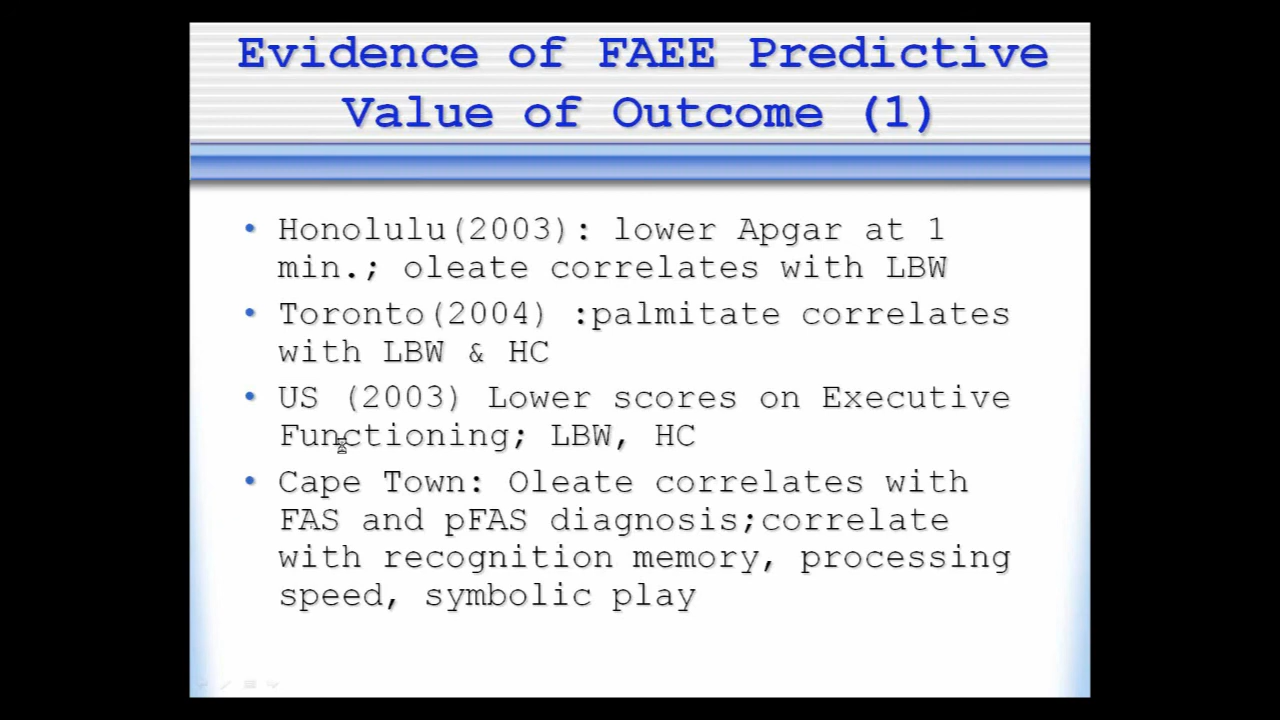 Evidence of FAEE Predictive
Value of Outcome (1)
• Honolulu(2003): lower Apgar at 1
min.; oleate correlates with LBW
• Toronto(2004) :palmitate correlates
with LBW & HC
• US (2003) Lower scores on Executive
Functioning; LBW, HC
• Cape Town: Oleate correlates with
FAS and pFAS diagnosis;correlate
with recognition memory, processing
speed, symbolic play